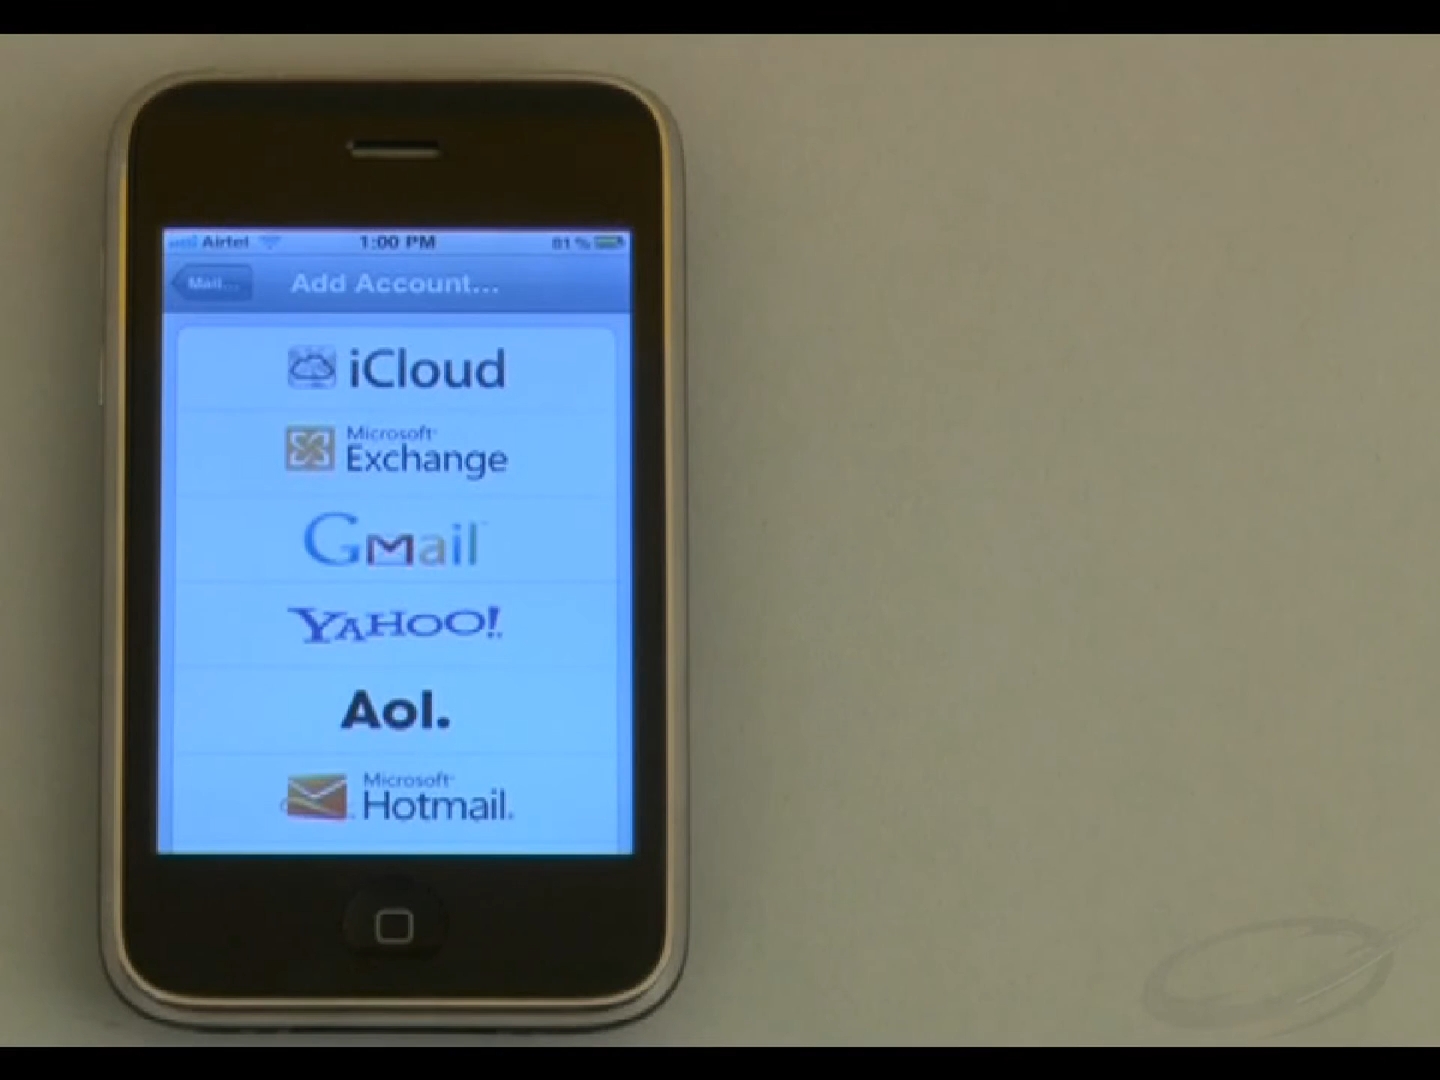 Airtel 1:00 PM 81%
Mail... Add Account...
iCloud
Microsoft
Exchange
Gmail
YAHOO!
Aol.
Microsoft
Hotmail.